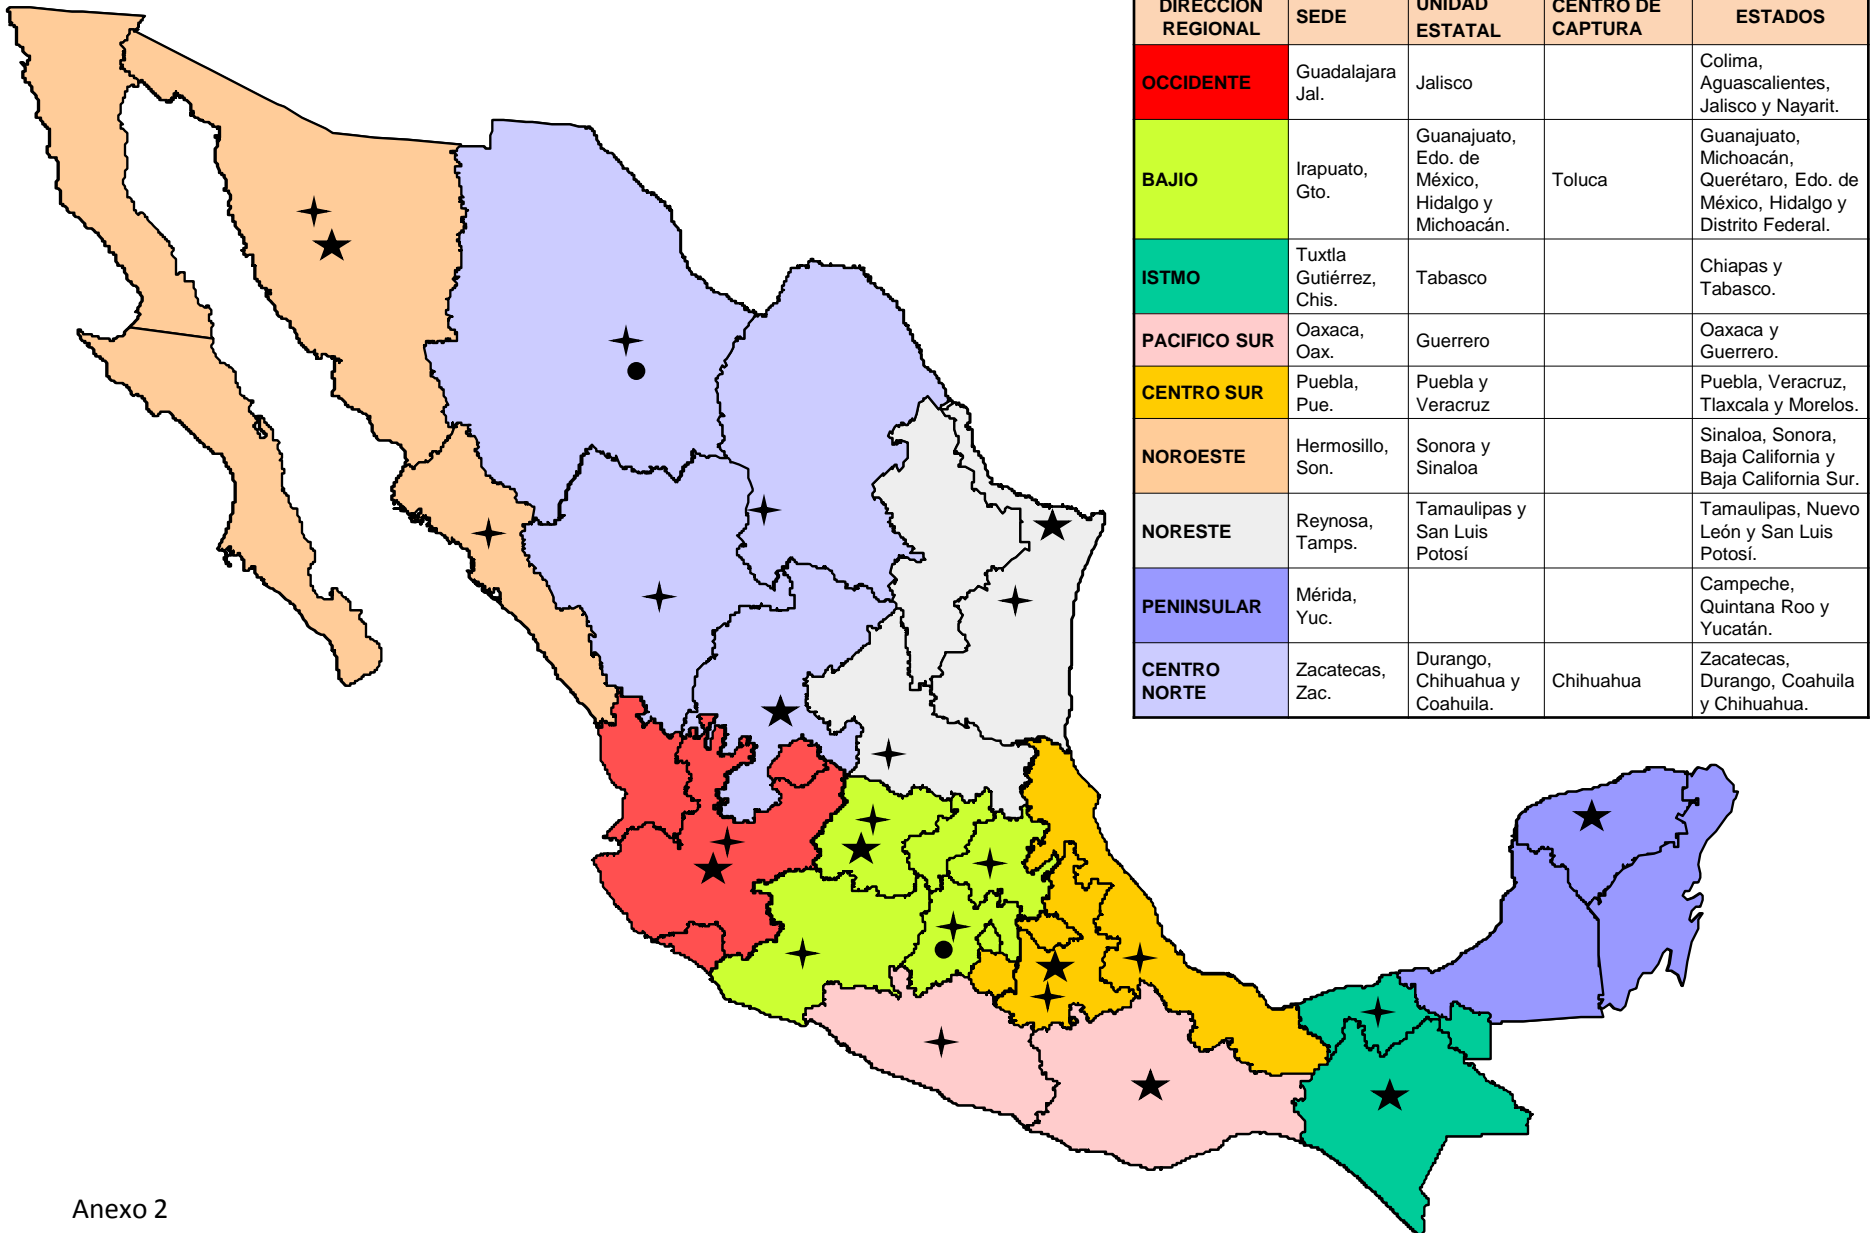 DIRECCIÓN
REGIONAL
SEDE
UNIDAD
ESTATAL
CENTRO DE
CAPTURA
ESTADOS
OCCIDENTE
Guadalajara
Jal.
Jalisco
Colima,
Aguascalientes,
Jalisco y Nayarit.
BAJIO
Irapuato,
Gto.
Guanajuato,
Edo. de
México,
Hidalgo y
Michoacán.
Toluca
Guanajuato,
Michoacán,
Querétaro, Edo. de
México, Hidalgo y
Distrito Federal.
ISTMO
Tuxtla
Gutiérrez,
Chis.
Tabasco
Chiapas y
Tabasco.
PACIFICO SUR
Oaxaca,
Oax.
Guerrero
Oaxaca y
Guerrero.
CENTRO SUR
Puebla,
Pue.
Puebla y
Veracruz
Puebla, Veracruz,
Tlaxcala y Morelos.
NOROESTE
Hermosillo,
Son.
Sonora y
Sinaloa
Sinaloa, Sonora,
Baja California y
Baja California Sur.
NORESTE
Reynosa,
Tamps.
Tamaulipas y
San Luis
Potosí
Tamaulipas, Nuevo
León y San Luis
Potosí.
PENINSULAR
Mérida,
Yuc.
Campeche,
Quintana Roo y
Yucatán.
CENTRO
NORTE
Zacatecas,
Zac.
Durango,
Chihuahua y
Coahuila.
Chihuahua
Zacatecas,
Durango, Coahuila
y Chihuahua.
Anexo 2